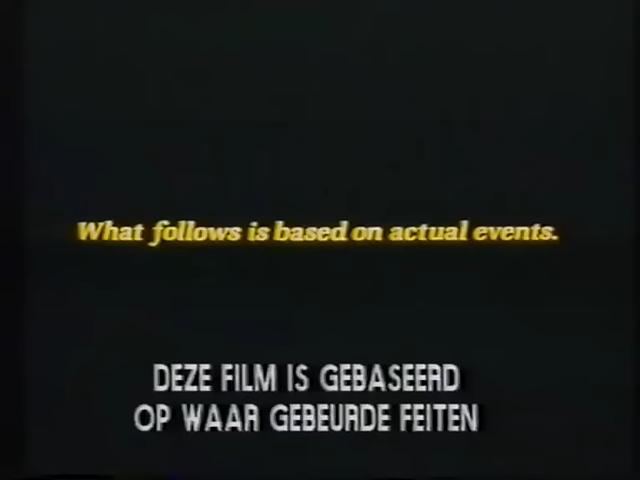 What follows is based on actual events.
DEZE FILM IS GEBASEERD
OP WAAR GEBEURDE FEITEN